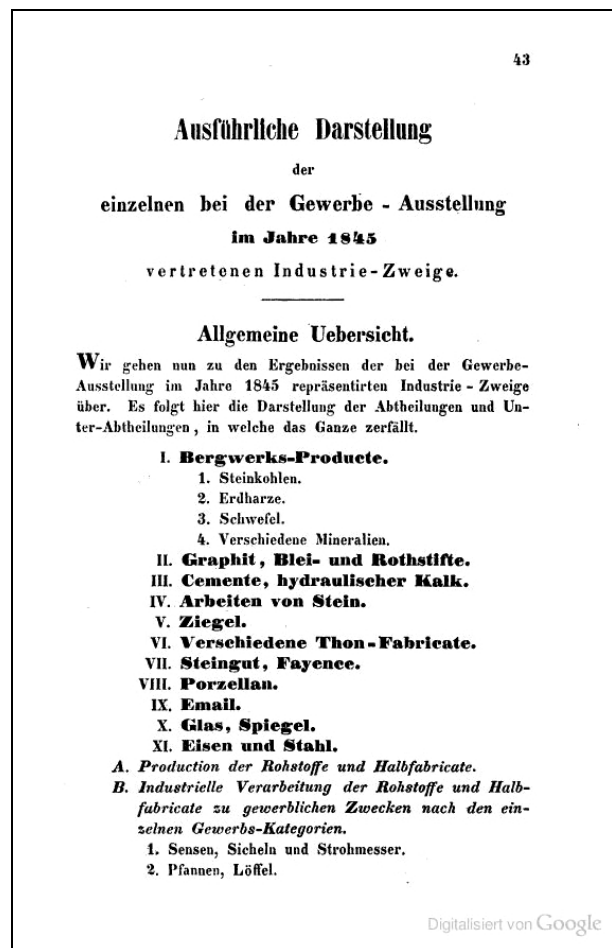 43
Ausführliche Darstellung
der
einzelnen bei der Gewerbe - Ausstellung
im Jahre 1845
vertretenen Industrie-Zweige.
Allgemeine Uebersicht.
Wir gehen nun zu den Ergebnissen der bei der Gewerbe-
Ausstellung im Jahre 1845 repräsentirten Industrie - Zweige
über. Es folgt hier die Darstellung der Abtheilungen und Un-
ter-Abtheilungen, in welche das Ganze zerfällt.
I. Bergwerks-Producte.
1. Steinkohlen.
2. Erdharze.
3. Schwefel.
4. Verschiedene Mineralien.
II. Graphit, Blei- und Rothstifte.
III. Cemente, hydraulischer Kalk.
IV. Arbeiten von Stein.
V. Ziegel.
VI. Verschiedene Thon-Fabricate.
VII. Steingut, Fayence.
VIII. Porzellan.
IX. Email.
X. Glas, Spiegel.
XI. Eisen und Stahl.
A. Production der Rohstoffe und Halbfabricate.
B. Industrielle Verarbeitung der Rohstoffe und Halb-
fabricate zu gewerblichen Zwecken nach den ein-
zelnen Gewerbs-Kategorien.
1. Sensen, Sicheln und Strohmesser.
2. Pfannen, Löffel.
Digitalisiert von Google